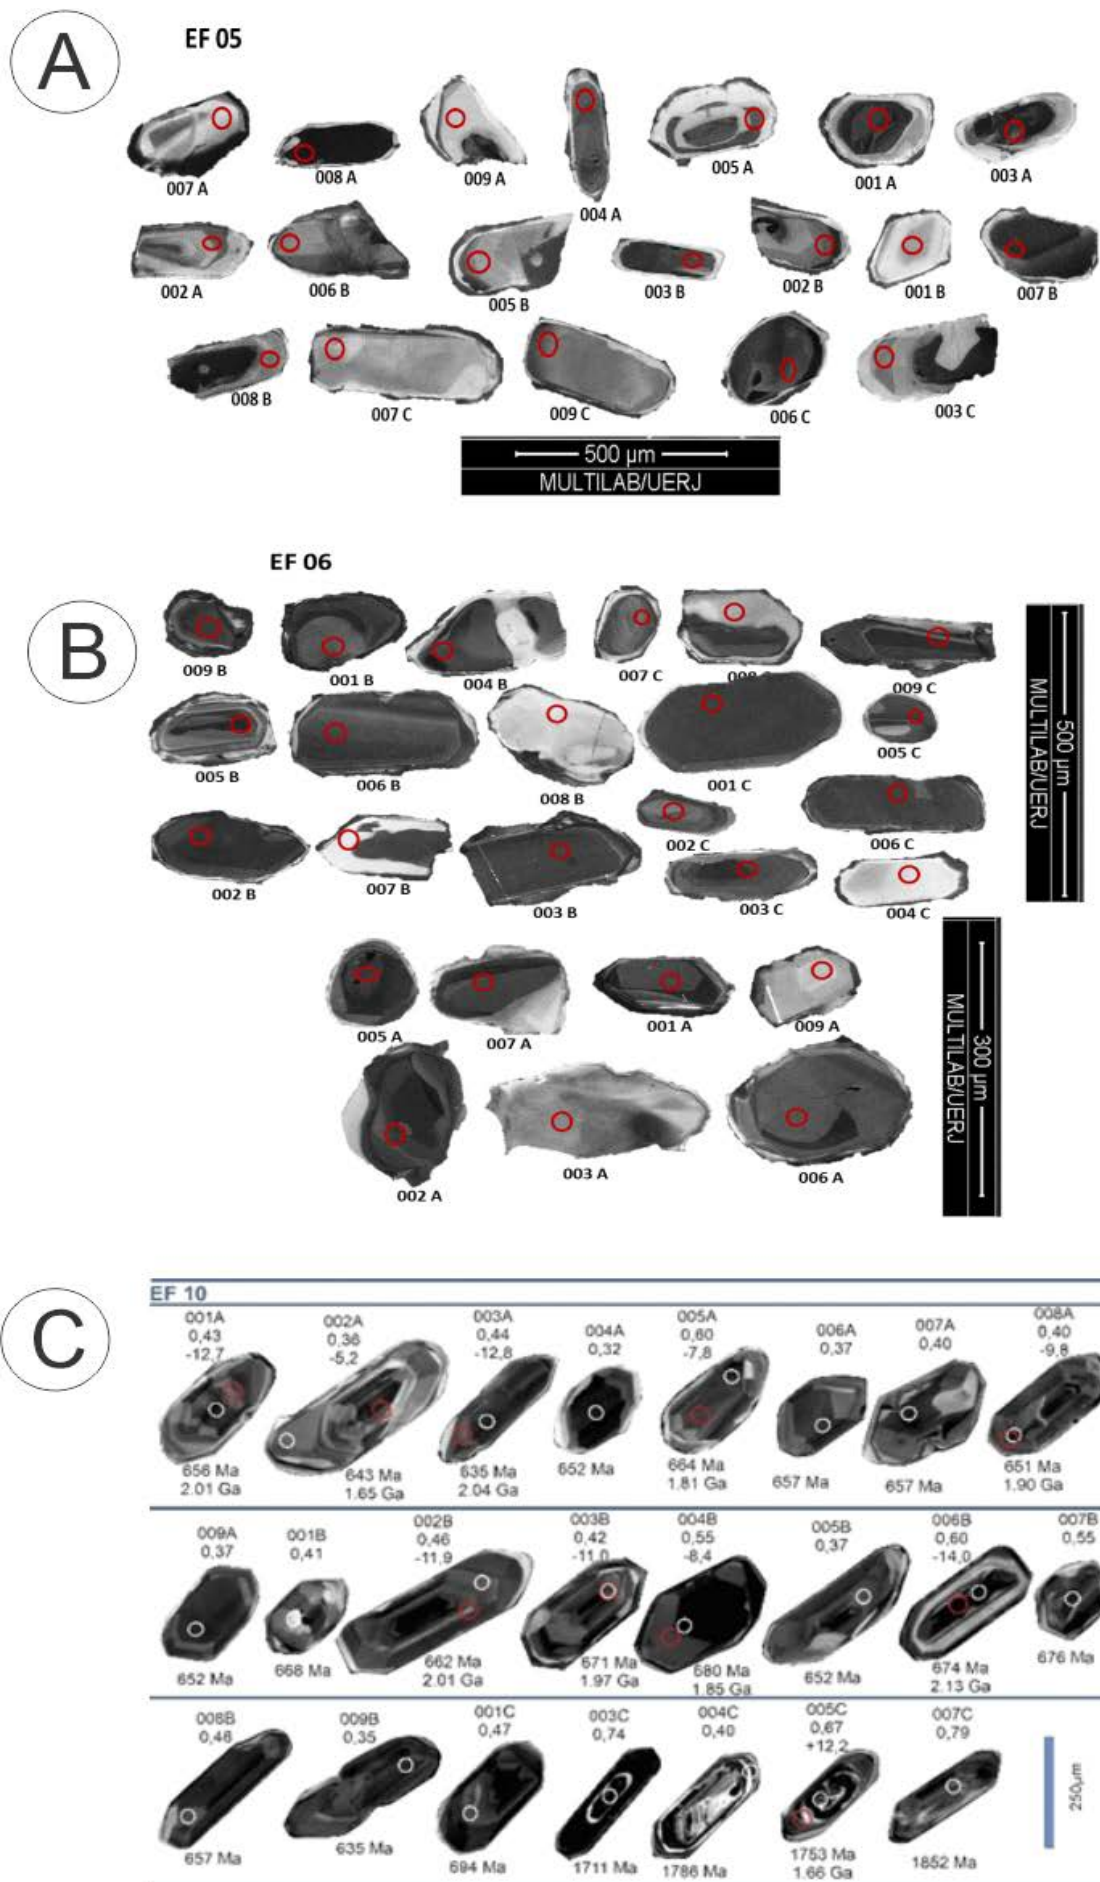 A
EF 05
007 A
008 A
009 A
004 A
005 A
001 A
003 A
002 A
006 B
005 B
003 B
002 B
001 B
007 B
008 B
007 C
009 C
006 C
003 C
500 µm
MULTILAB/UERJ
B
EF 06
009 B
001 B
004 B
007 C
009 C
005 B
006 B
008 B
001 C
005 C
002 B
007 B
003 B
002 C
006 C
003 C
004 C
500 µm
MULTILAB/UERJ
005 A
007 A
001 A
009 A
002 A
003 A
006 A
300 µm
MULTILAB/UERJ
C
EF 10
001A 002A 003A 004A 005A 006A 007A 008A
0,43 0,36 0,44 0,32 0,60 0,37 0,40 0,40
-12,7 -5,2 -12,8 -7,8 -9,8
656 Ma 643 Ma 635 Ma 652 Ma 664 Ma 657 Ma 657 Ma 651 Ma
2.01 Ga 1.65 Ga 2.04 Ga 1.81 Ga 1.90 Ga
009A 001B 002B 003B 004B 005B 006B 007B
0,37 0,41 0,46 0,42 0,55 0,37 0,60 0,55
-11,9 -11,0 -8,4 -14,0
652 Ma 668 Ma 662 Ma 671 Ma 680 Ma 652 Ma 674 Ma 676 Ma
2.01 Ga 1.97 Ga 1.85 Ga 2.13 Ga
008B 009B 001C 003C 004C 005C 007C
0,46 0,35 0,47 0,74 0,40 0,67 0,79
+12,2
657 Ma 635 Ma 694 Ma 1711 Ma 1786 Ma 1753 Ma 1852 Ma
1.66 Ga
250µm